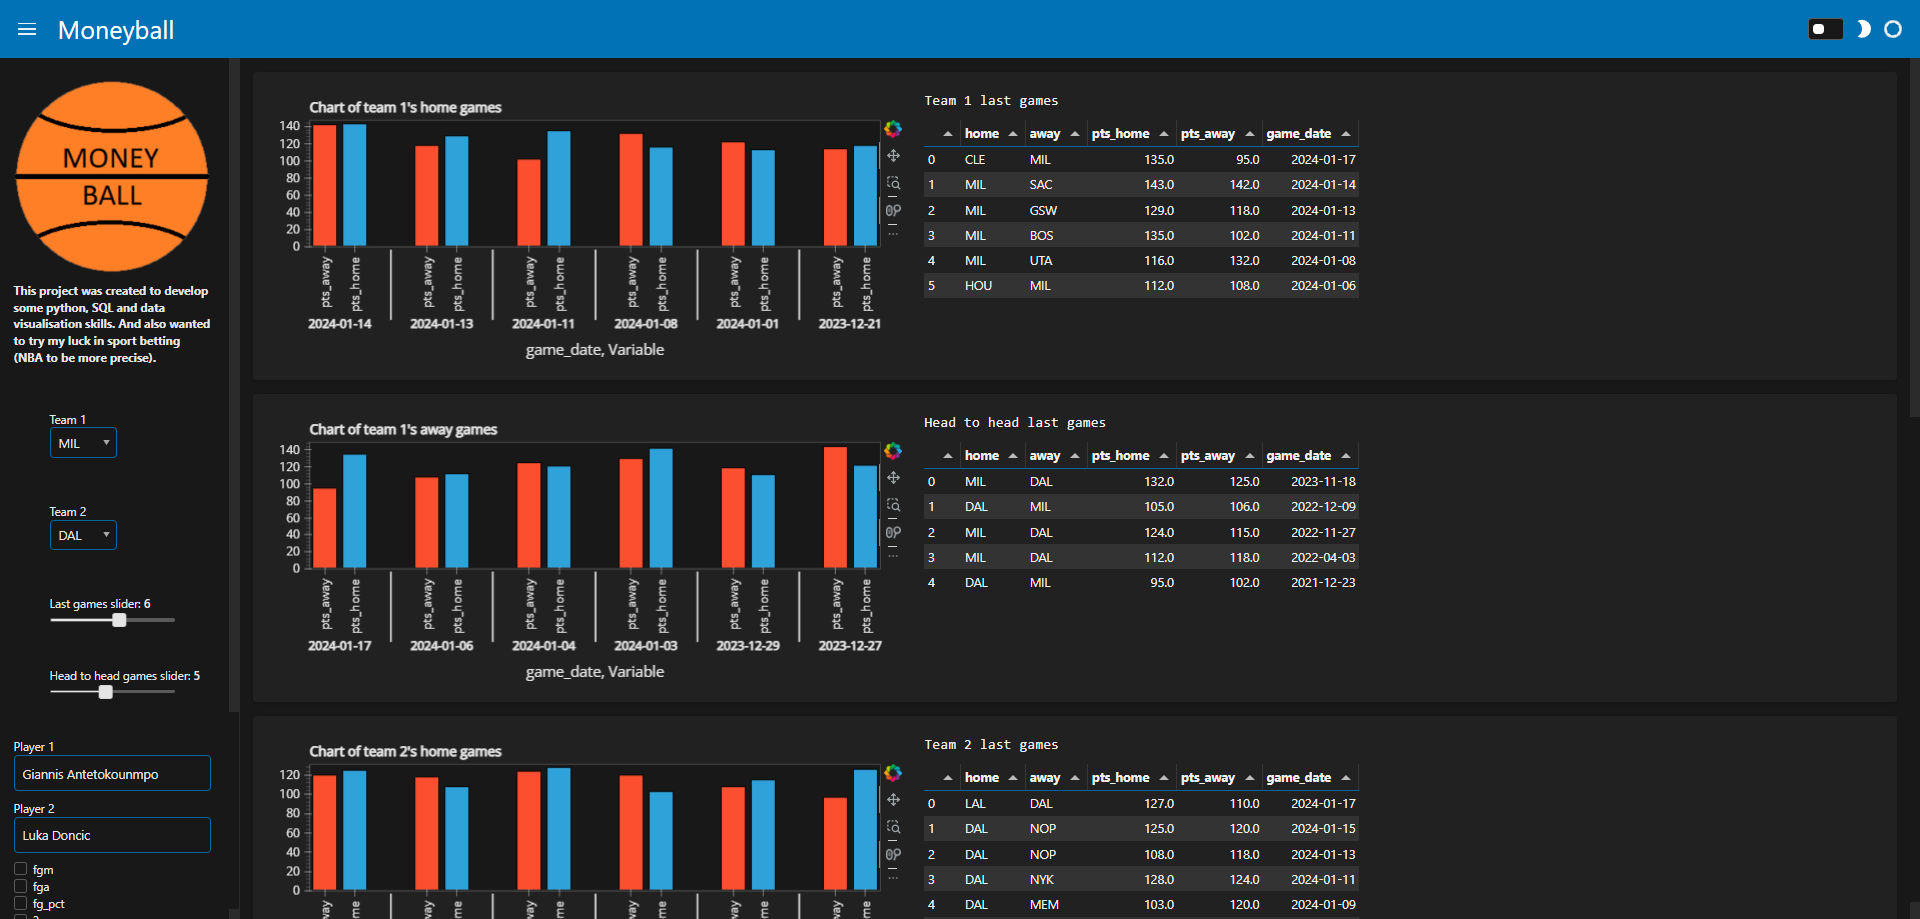 Moneyball
MONEY
BALL
This project was created to develop
some python, SQL and data
visualisation skills. And also wanted
to try my luck in sport betting
(NBA to be more precise).
Team 1
MIL
Team 2
DAL
Last games slider: 6
Head to head games slider: 5
Player 1
Giannis Antetokounmpo
Player 2
Luka Doncic
fgm
fga
fg_pct
Chart of team 1's home games
140
120
100
80
60
40
20
0
pts_away pts_home pts_away pts_home pts_away pts_home pts_away pts_home pts_away pts_home pts_away pts_home
2024-01-14 2024-01-13 2024-01-11 2024-01-08 2024-01-01 2023-12-21
game_date, Variable
Team 1 last games
home away pts_home pts_away game_date
0 CLE MIL 135.0 95.0 2024-01-17
1 MIL SAC 143.0 142.0 2024-01-14
2 MIL GSW 129.0 118.0 2024-01-13
3 MIL BOS 135.0 102.0 2024-01-11
4 MIL UTA 116.0 132.0 2024-01-08
5 HOU MIL 112.0 108.0 2024-01-06
Chart of team 1's away games
140
120
100
80
60
40
20
0
pts_away pts_home pts_away pts_home pts_away pts_home pts_away pts_home pts_away pts_home pts_away pts_home
2024-01-17 2024-01-06 2024-01-04 2024-01-03 2023-12-29 2023-12-27
game_date, Variable
Head to head last games
home away pts_home pts_away game_date
0 MIL DAL 132.0 125.0 2023-11-18
1 DAL MIL 105.0 106.0 2022-12-09
2 MIL DAL 124.0 115.0 2022-11-27
3 MIL DAL 112.0 118.0 2022-04-03
4 DAL MIL 95.0 102.0 2021-12-23
Chart of team 2's home games
120
100
80
60
40
20
0
Team 2 last games
home away pts_home pts_away game_date
0 LAL DAL 127.0 110.0 2024-01-17
1 DAL NOP 125.0 120.0 2024-01-15
2 DAL NOP 108.0 118.0 2024-01-13
3 DAL NYK 128.0 124.0 2024-01-11
4 DAL MEM 103.0 120.0 2024-01-09